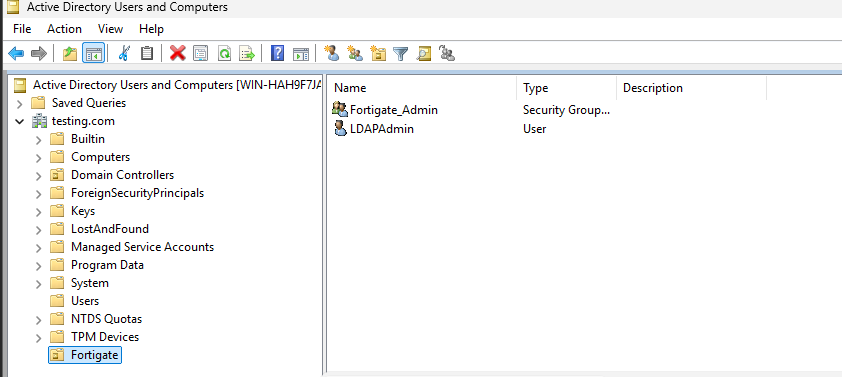 Active Directory Users and Computers
File Action View Help
Active Directory Users and Computers [WIN-HAH9F7JA
Saved Queries
testing.com
Builtin
Computers
Domain Controllers
ForeignSecurityPrincipals
Keys
LostAndFound
Managed Service Accounts
Program Data
System
Users
NTDS Quotas
TPM Devices
Fortigate
Name Type Description
Fortigate_Admin Security Group...
LDAPAdmin User